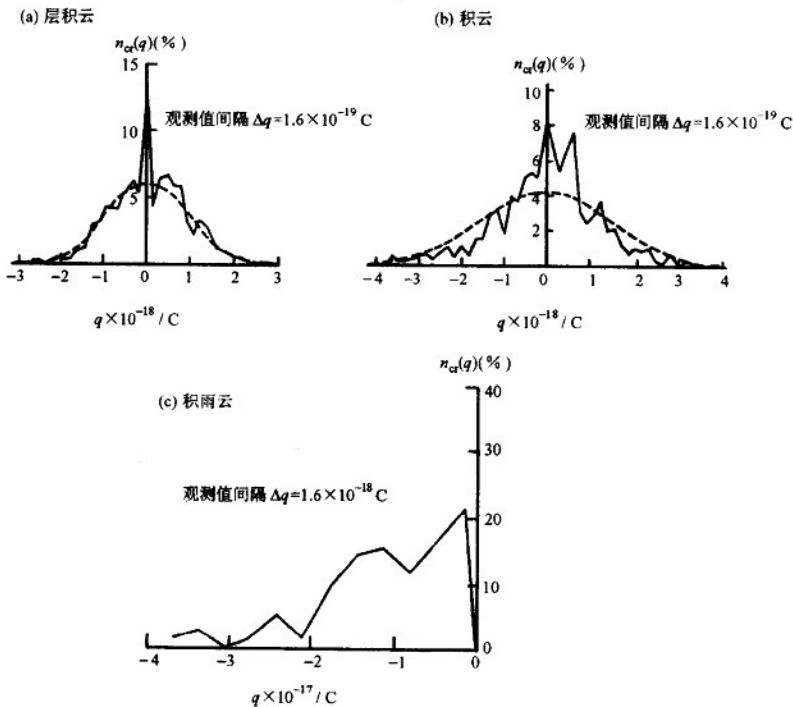 (a) 层积云
n_cr(q)(%)
15
观测值间隔 Δq=1.6×10⁻¹⁹ C
10
5
−3 −2 −1 0 1 2 3
q×10⁻¹⁸ / C
(b) 积云
n_cr(q)(%)
10
观测值间隔 Δq=1.6×10⁻¹⁹ C
8
6
4
2
−4 −3 −2 −1 0 1 2 3 4
q×10⁻¹⁸ / C
(c) 积雨云
n_cr(q)(%)
40
30
观测值间隔 Δq=1.6×10⁻¹⁸ C
20
10
0
−4 −3 −2 −1 0
q×10⁻¹⁷ / C